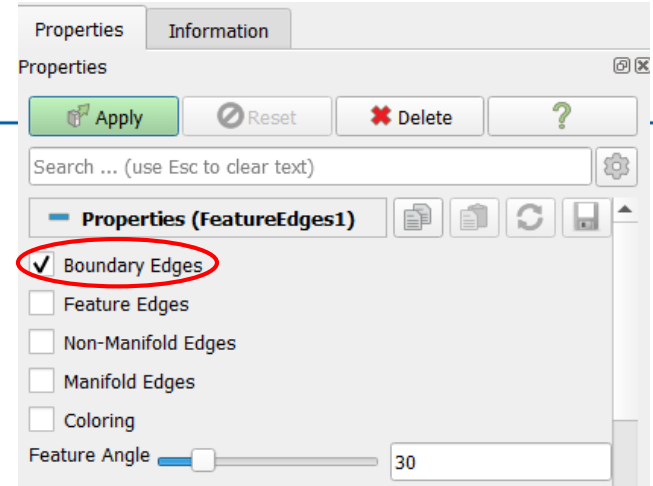 Properties Information
Properties
Apply Reset Delete ?
Search ... (use Esc to clear text)
Properties (FeatureEdges1)
Boundary Edges
Feature Edges
Non-Manifold Edges
Manifold Edges
Coloring
Feature Angle 30